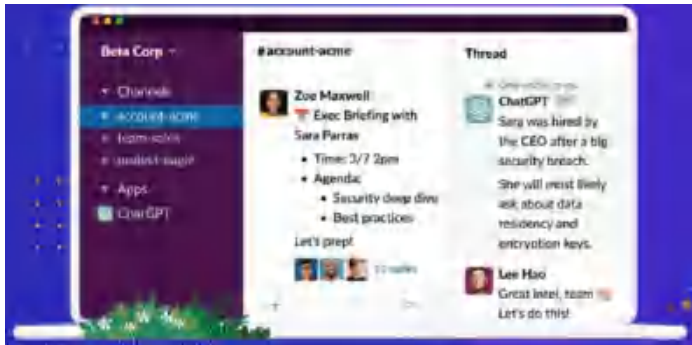 Beta Corp
Channels
# account-acme
# team-sales
Apps
ChatGPT
#account-acme
Zoe Maxwell
Exec Briefing with
Sara Parras
• Time: 3/7 2pm
• Agenda:
• Security deep dive
• Best practices
Let's prep!
replies
Thread
ChatGPT
Sara was hired by
the CEO after a big
security breach.
She will most likely
ask about data
residency and
encryption keys.
Lee Hao
Great intel, team
Let's do this!